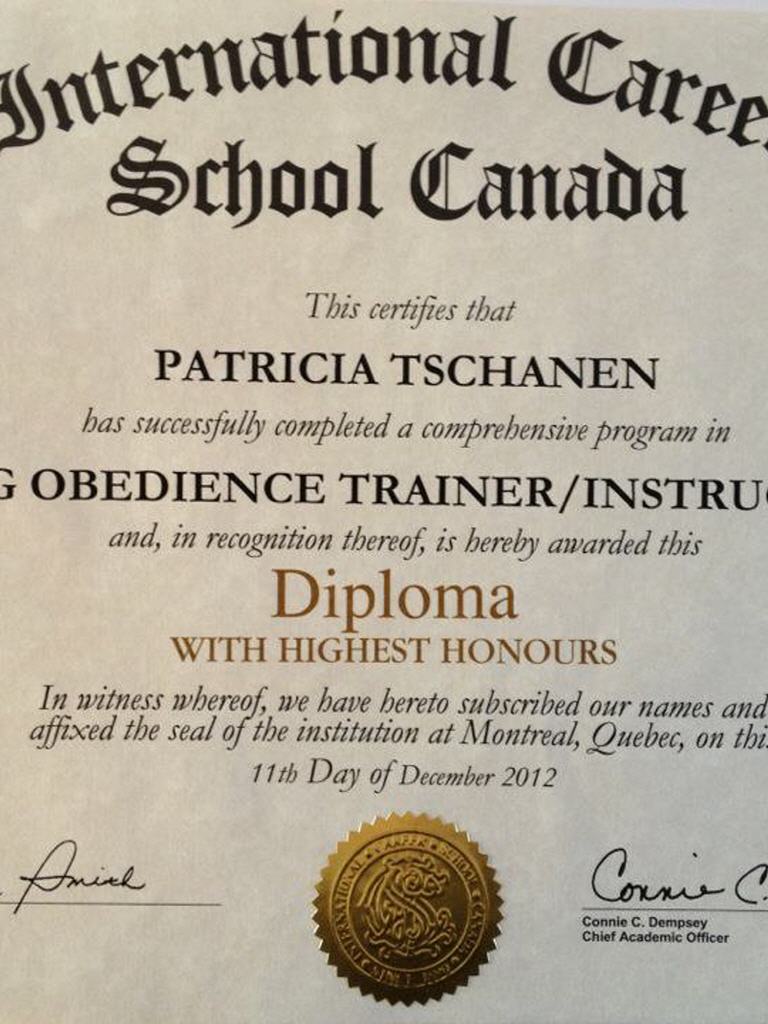 International Caree
School Canada
This certifies that
PATRICIA TSCHANEN
has successfully completed a comprehensive program in
G OBEDIENCE TRAINER/INSTRU
and, in recognition thereof, is hereby awarded this
Diploma
WITH HIGHEST HONOURS
In witness whereof, we have hereto subscribed our names and
affixed the seal of the institution at Montreal, Quebec, on this
11th Day of December 2012
Connie C.
Connie C. Dempsey
Chief Academic Officer